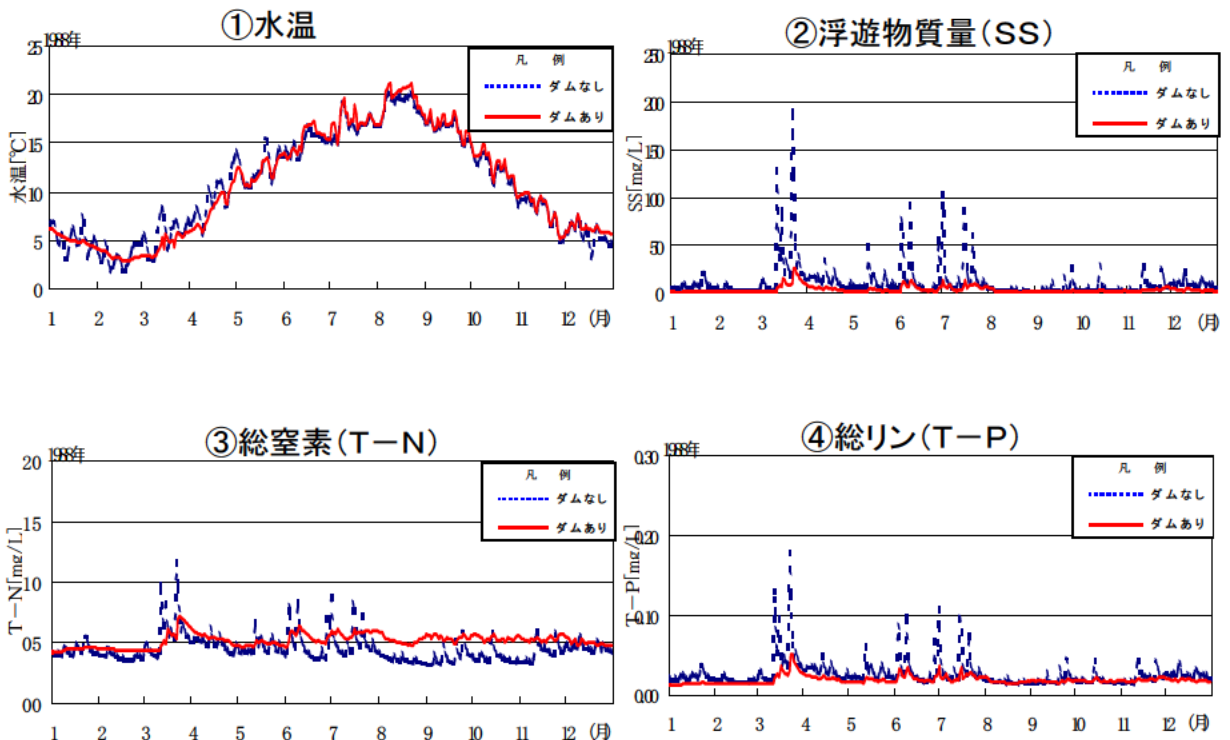 ①水温
1988年
25
20
15
10
5
0
水温[℃]
凡 例
ダムなし
ダムあり
1 2 3 4 5 6 7 8 9 10 11 12 (月)
②浮遊物質量(SS)
1988年
250
200
150
100
50
0
SS[mg/L]
凡 例
ダムなし
ダムあり
1 2 3 4 5 6 7 8 9 10 11 12 (月)
③総窒素(T-N)
1988年
20
15
10
05
00
T-N[mg/L]
凡 例
ダムなし
ダムあり
1 2 3 4 5 6 7 8 9 10 11 12 (月)
④総リン(T-P)
1988年
0.30
0.20
0.10
0.00
T-P[mg/L]
凡 例
ダムなし
ダムあり
1 2 3 4 5 6 7 8 9 10 11 12 (月)